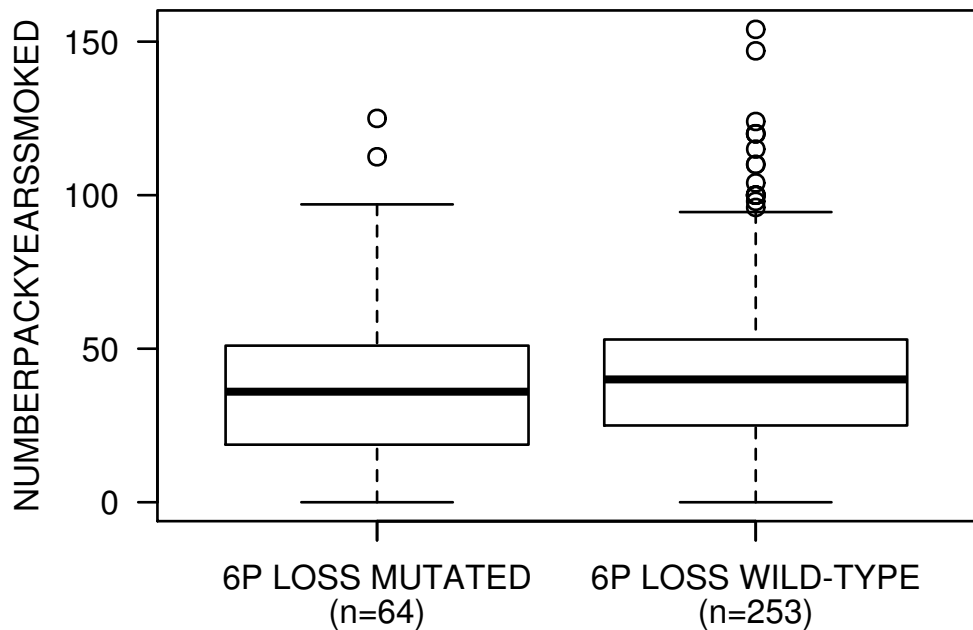 NUMBERPACKYEARSSMOKED
150
100
50
0
6P LOSS MUTATED
(n=64)
6P LOSS WILD-TYPE
(n=253)